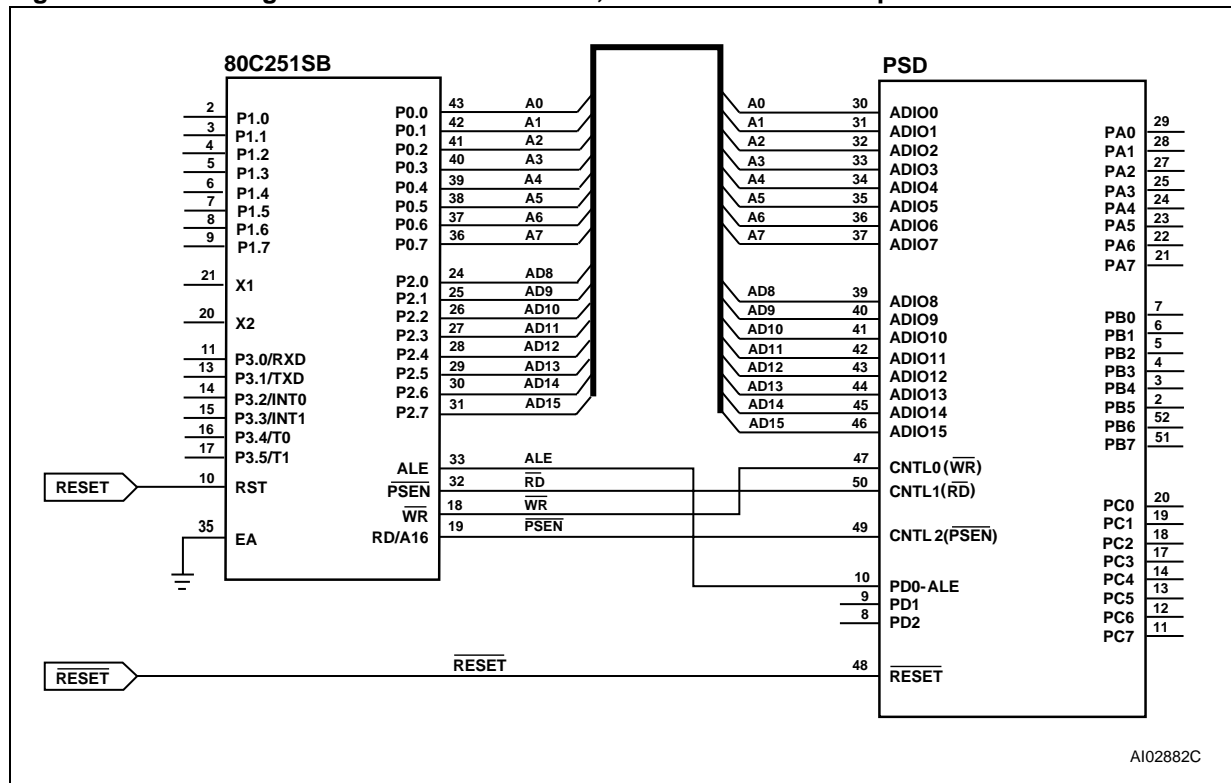 80C251SB
2 P1.0
3 P1.1
4 P1.2
5 P1.3
6 P1.4
7 P1.5
8 P1.6
9 P1.7
21 X1
20 X2
11 P3.0/RXD
13 P3.1/TXD
14 P3.2/INT0
15 P3.3/INT1
16 P3.4/T0
17 P3.5/T1
RESET 10 RST
35 EA
P0.0 43 A0
P0.1 42 A1
P0.2 41 A2
P0.3 40 A3
P0.4 39 A4
P0.5 38 A5
P0.6 37 A6
P0.7 36 A7
P2.0 24 AD8
P2.1 25 AD9
P2.2 26 AD10
P2.3 27 AD11
P2.4 28 AD12
P2.5 29 AD13
P2.6 30 AD14
P2.7 31 AD15
ALE 33 ALE
PSEN 32 RD
WR 18 WR
RD/A16 19 PSEN
PSD
A0 30 ADIO0
A1 31 ADIO1
A2 32 ADIO2
A3 33 ADIO3
A4 34 ADIO4
A5 35 ADIO5
A6 36 ADIO6
A7 37 ADIO7
AD8 39 ADIO8
AD9 40 ADIO9
AD10 41 ADIO10
AD11 42 ADIO11
AD12 43 ADIO12
AD13 44 ADIO13
AD14 45 ADIO14
AD15 46 ADIO15
47 CNTL0 (WR)
50 CNTL1(RD)
49 CNTL 2(PSEN)
10 PD0-ALE
9 PD1
8 PD2
RESET RESET 48 RESET
PA0 29
PA1 28
PA2 27
PA3 25
PA4 24
PA5 23
PA6 22
PA7 21
PB0 7
PB1 6
PB2 5
PB3 4
PB4 3
PB5 2
PB6 52
PB7 51
PC0 20
PC1 19
PC2 18
PC3 17
PC4 14
PC5 13
PC6 12
PC7 11
AI02882C